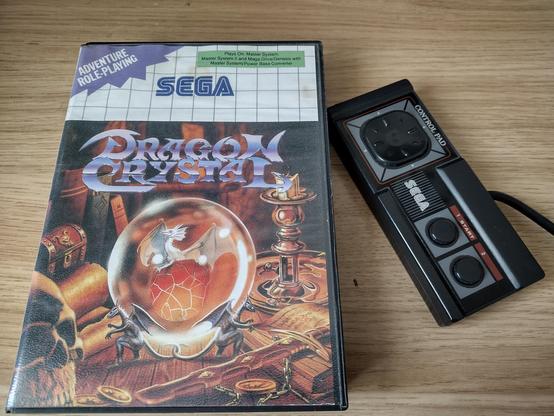 ADVENTURE
ROLE-PLAYING
Plays On: Master System,
Master System II and Mega Drive/Genesis with
Master System/Power Base Converter
SEGA
DRAGON
CRYSTAL
CONTROL PAD
SEGA
1 START
2